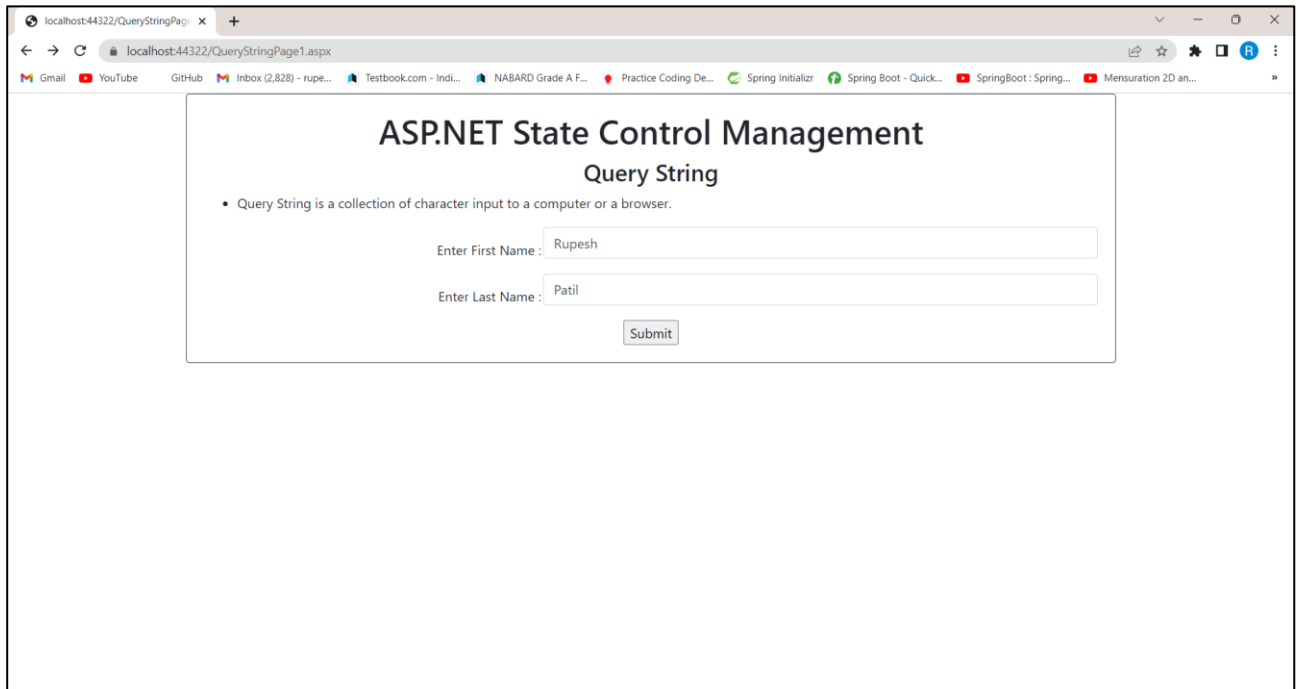 localhost:44322/QueryStringPage
localhost:44322/QueryStringPage1.aspx
R
Gmail YouTube GitHub Inbox (2,828) - rupe... Testbook.com - Indi... NABARD Grade A F... Practice Coding De... Spring Initializr Spring Boot - Quick... SpringBoot : Spring... Mensuration 2D an... »
ASP.NET State Control Management
Query String
• Query String is a collection of character input to a computer or a browser.
Enter First Name : Rupesh
Enter Last Name : Patil
Submit